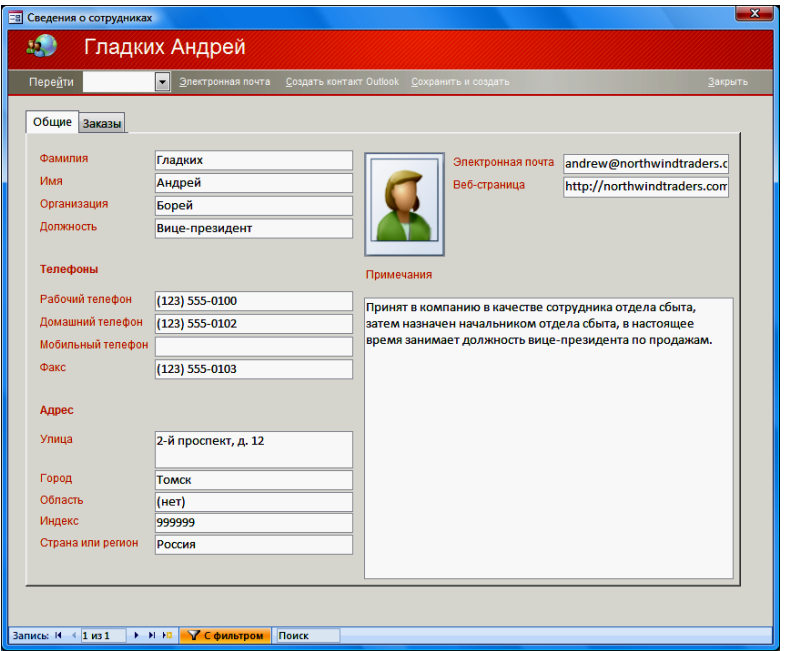 Сведения о сотрудниках
Гладких Андрей
Перейти Электронная почта Создать контакт Outlook Сохранить и создать Закрыть
Общие Заказы
Фамилия Гладких
Имя Андрей
Организация Борей
Должность Вице-президент
Электронная почта andrew@northwindtraders.c
Веб-страница http://northwindtraders.com
Телефоны
Рабочий телефон (123) 555-0100
Домашний телефон (123) 555-0102
Мобильный телефон
Факс (123) 555-0103
Примечания
Принят в компанию в качестве сотрудника отдела сбыта,
затем назначен начальником отдела сбыта, в настоящее
время занимает должность вице-президента по продажам.
Адрес
Улица 2-й проспект, д. 12
Город Томск
Область (нет)
Индекс 999999
Страна или регион Россия
Запись: 1 из 1 С фильтром Поиск